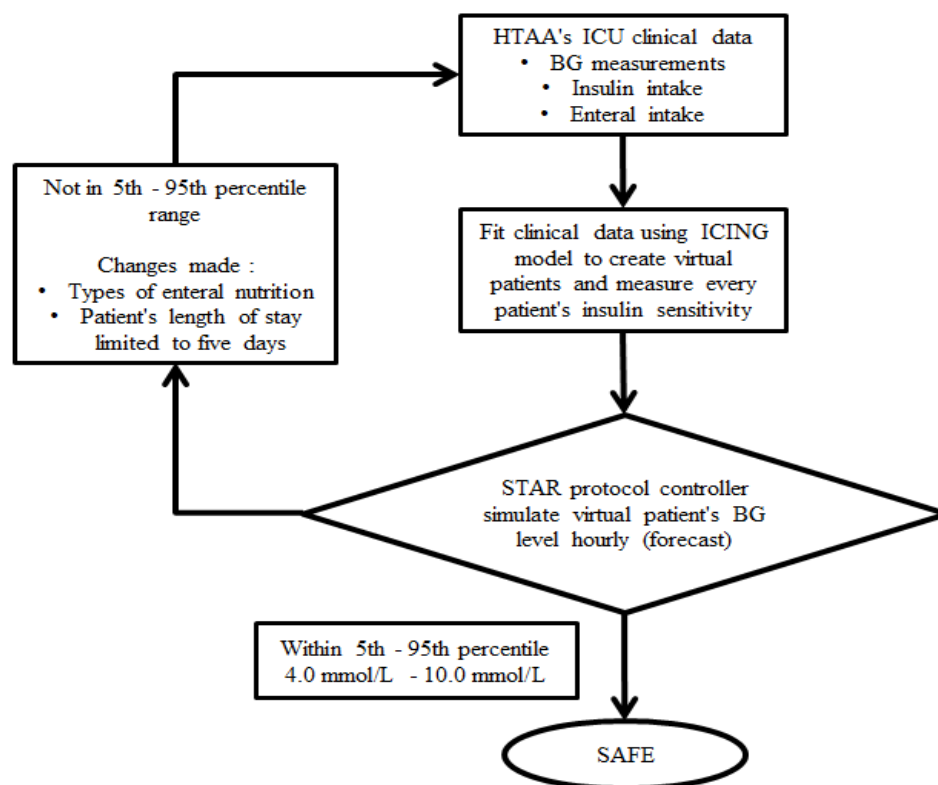 HTAA's ICU clinical data
• BG measurements
• Insulin intake
• Enteral intake
Not in 5th - 95th percentile
range
Changes made :
• Types of enteral nutrition
• Patient's length of stay
limited to five days
Fit clinical data using ICING
model to create virtual
patients and measure every
patient's insulin sensitivity
STAR protocol controller
simulate virtual patient's BG
level hourly (forecast)
Within 5th - 95th percentile
4.0 mmol/L - 10.0 mmol/L
SAFE